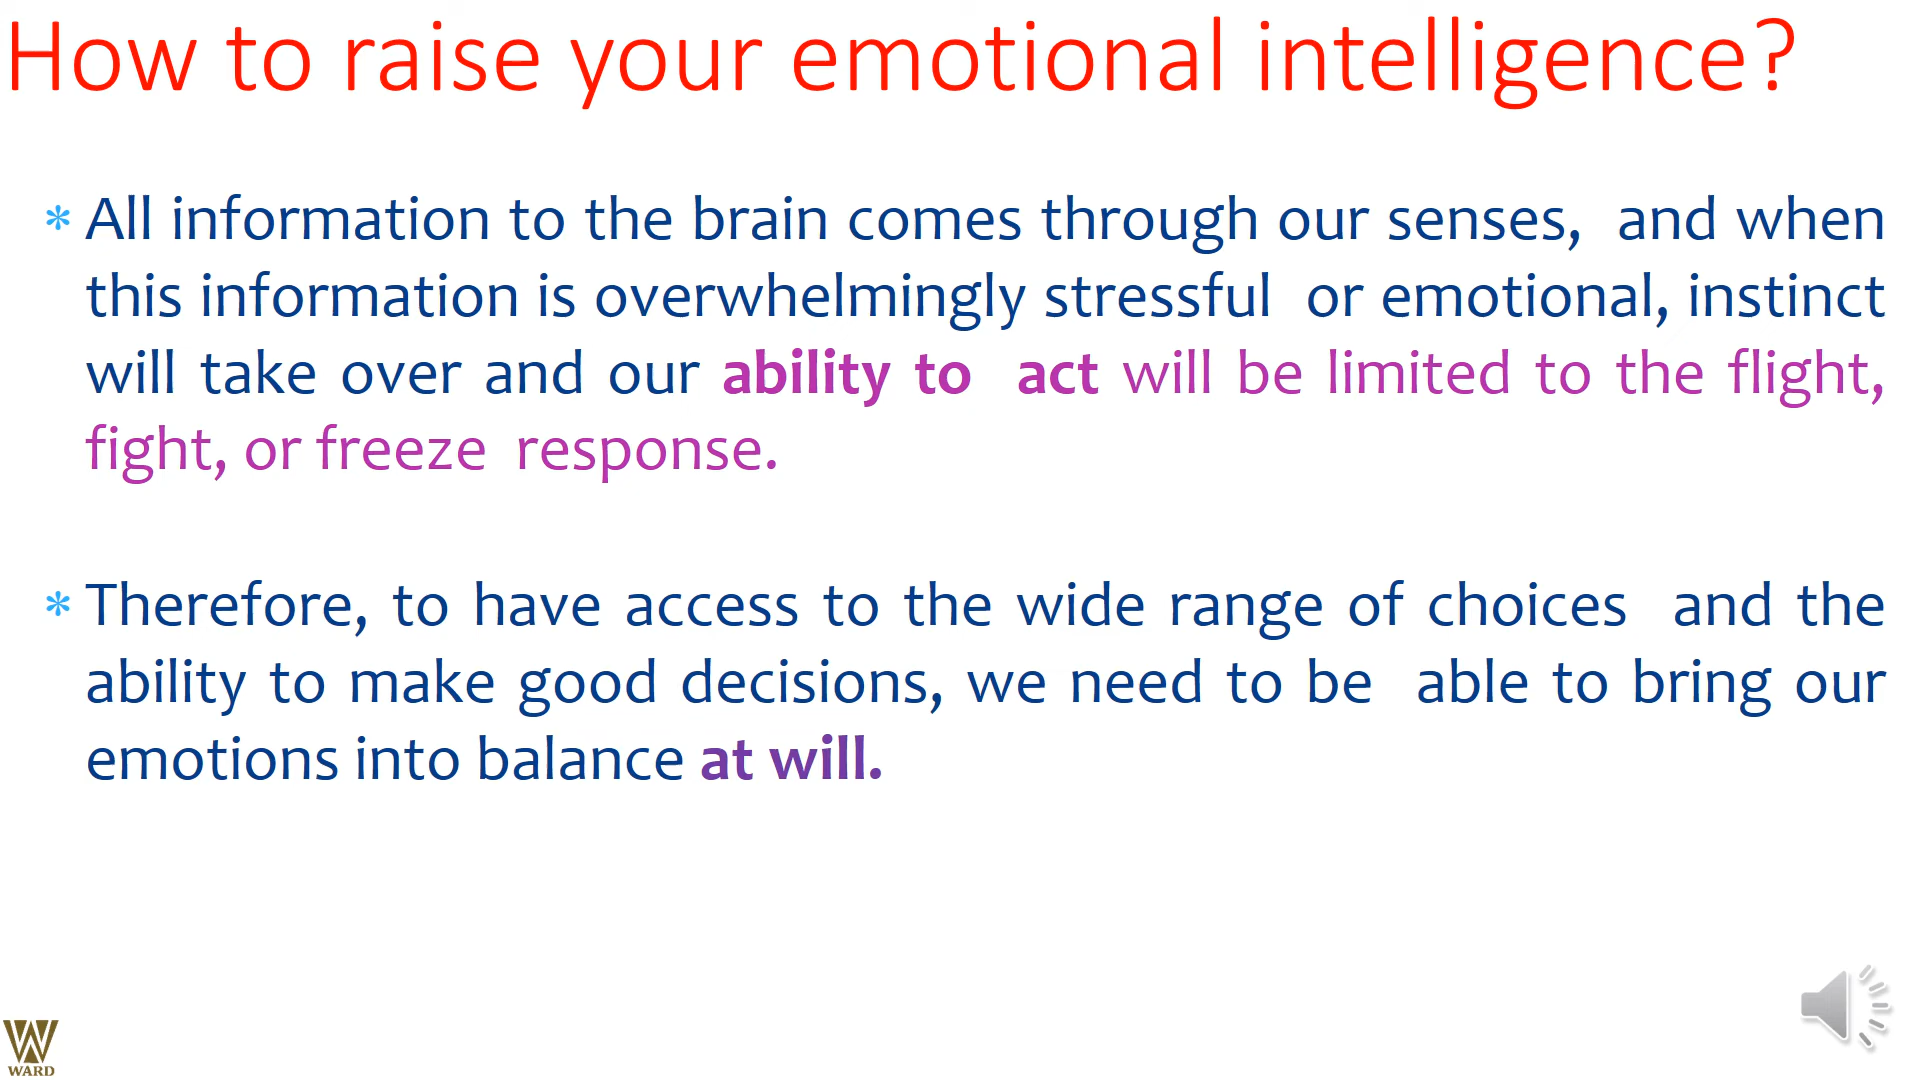 How to raise your emotional intelligence?
* All information to the brain comes through our senses, and when
this information is overwhelmingly stressful or emotional, instinct
will take over and our ability to act will be limited to the flight,
fight, or freeze response.
* Therefore, to have access to the wide range of choices and the
ability to make good decisions, we need to be able to bring our
emotions into balance at will.
WARD